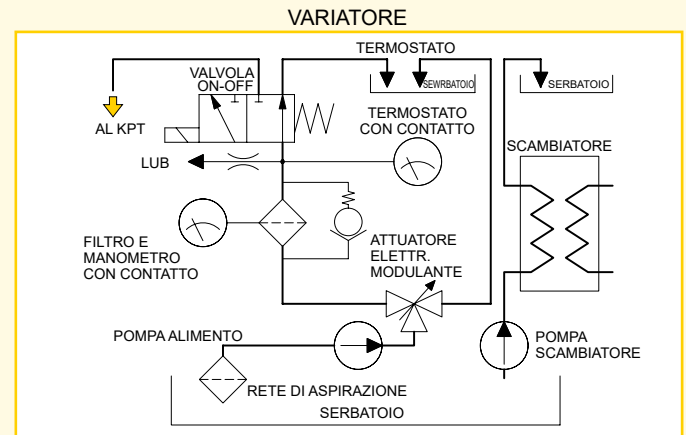 VARIATORE
TERMOSTATO
VALVOLA
ON-OFF
SEWRBATOIO
SERBATOIO
AL KPT
TERMOSTATO
CON CONTATTO
SCAMBIATORE
LUB
FILTRO E
MANOMETRO
CON CONTATTO
ATTUATORE
ELETTR.
MODULANTE
POMPA ALIMENTO
POMPA
SCAMBIATORE
RETE DI ASPIRAZIONE
SERBATOIO